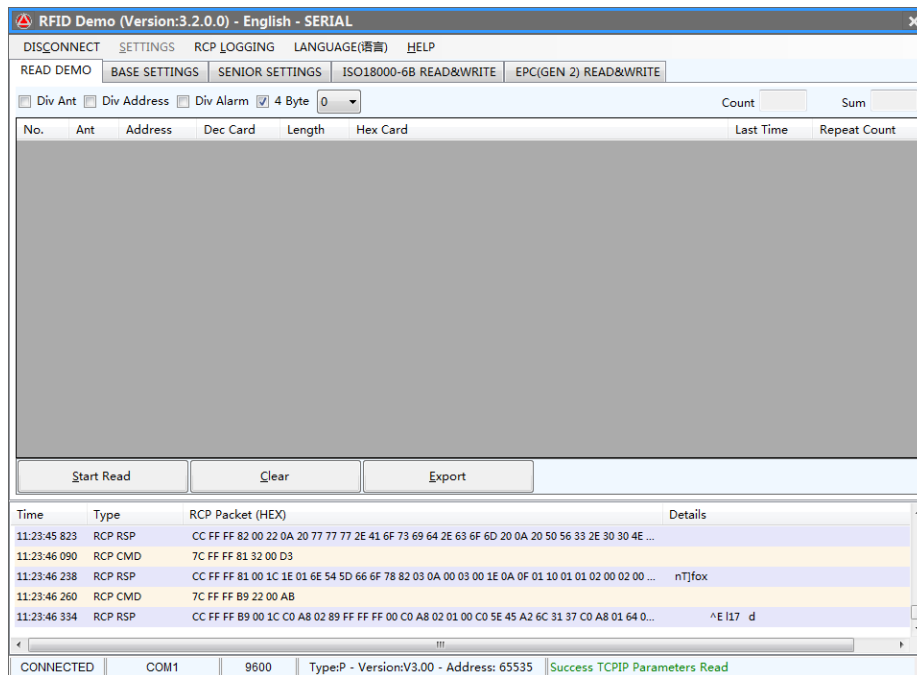 RFID Demo (Version:3.2.0.0) - English - SERIAL
DISCONNECT SETTINGS RCP LOGGING LANGUAGE(语言) HELP
READ DEMO BASE SETTINGS SENIOR SETTINGS ISO18000-6B READ&WRITE EPC(GEN 2) READ&WRITE
Div Ant Div Address Div Alarm 4 Byte 0 Count Sum
No. Ant Address Dec Card Length Hex Card Last Time Repeat Count
Start Read Clear Export
Time Type RCP Packet (HEX) Details
11:23:45 823 RCP RSP CC FF FF 82 00 22 0A 20 77 77 77 2E 41 6F 73 69 64 2E 63 6F 6D 20 0A 20 50 56 33 2E 30 30 4E ...
11:23:46 090 RCP CMD 7C FF FF 81 32 00 D3
11:23:46 238 RCP RSP CC FF FF 81 00 1C 1E 01 6E 54 5D 66 6F 78 82 03 0A 00 03 00 1E 0A 0F 01 10 01 01 02 00 02 00 ... nT]fox
11:23:46 260 RCP CMD 7C FF FF B9 22 00 AB
11:23:46 334 RCP RSP CC FF FF B9 00 1C C0 A8 02 89 FF FF FF 00 C0 A8 02 01 00 C0 5E 45 A2 6C 31 37 C0 A8 01 64 0... ^E l17 d
CONNECTED COM1 9600 Type:P - Version:V3.00 - Address: 65535 Success TCPIP Parameters Read